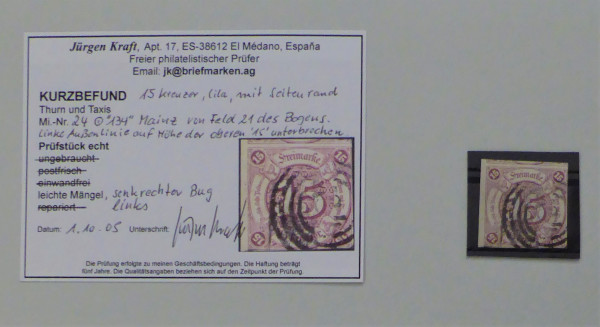 Jürgen Kraft, Apt. 17, ES-38612 El Médano, España
Freier philatelistischer Prüfer
Email: jk@briefmarken.ag
KURZBEFUND 15 Kreuzer, lila, mit Seitenrand
Thurn und Taxis
Mi.-Nr. 24 ⊙ "134" Mainz von Feld 21 des Bogens.
Linke Außenlinie auf Höhe der oberen "15" unterbrochen
Prüfstück echt
ungebraucht
postfrisch
einwandfrei
leichte Mängel, senkrechter Bug
repariert links
Datum: 1.10.05 Unterschrift:
Die Prüfung erfolgte zu meinen Geschäftsbedingungen. Die Haftung beträgt
fünf Jahre. Die Qualitätsangaben beziehen sich auf den Zeitpunkt der Prüfung.
15 Freimarke 15
15